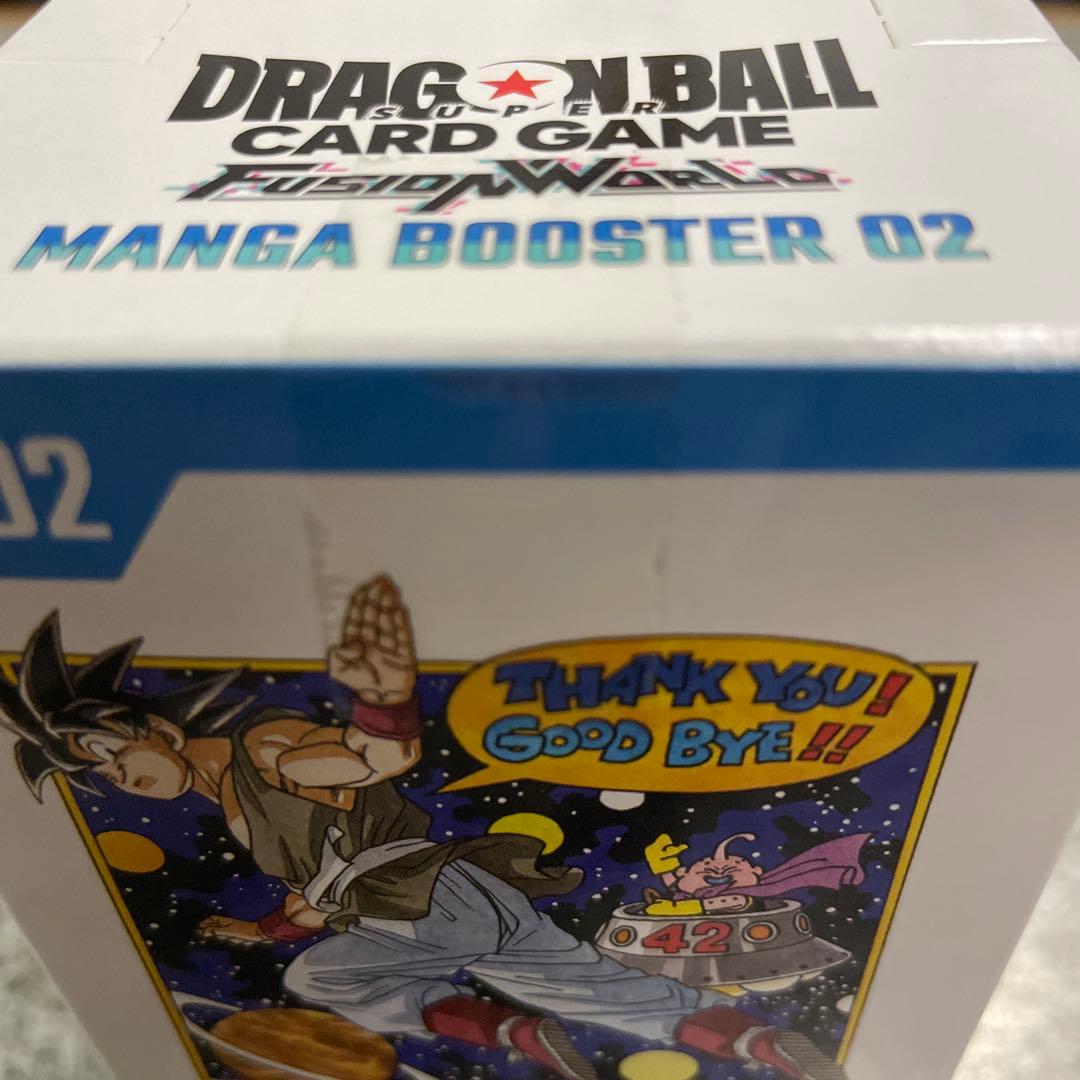 DRAGON BALL
SUPER
CARD GAME
FUSION WORLD
MANGA BOOSTER 02
02
THANK YOU!
GOOD BYE!!
42